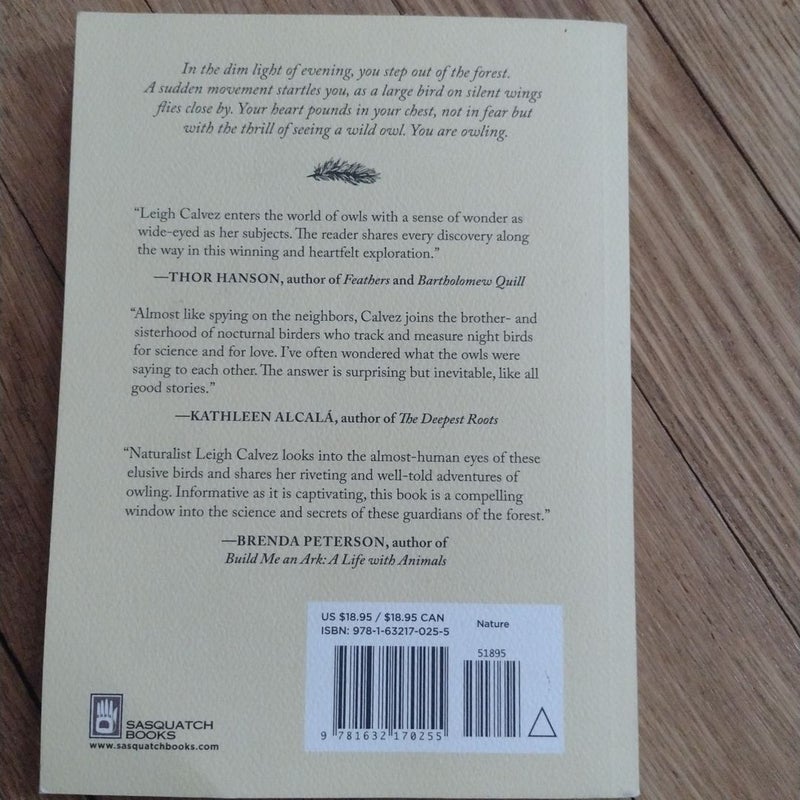 In the dim light of evening, you step out of the forest.
A sudden movement startles you, as a large bird on silent wings
flies close by. Your heart pounds in your chest, not in fear but
with the thrill of seeing a wild owl. You are owling.
“Leigh Calvez enters the world of owls with a sense of wonder as
wide-eyed as her subjects. The reader shares every discovery along
the way in this winning and heartfelt exploration.”
—THOR HANSON, author of Feathers and Bartholomew Quill
“Almost like spying on the neighbors, Calvez joins the brother- and
sisterhood of nocturnal birders who track and measure night birds
for science and for love. I’ve often wondered what the owls were
saying to each other. The answer is surprising but inevitable, like all
good stories.”
—KATHLEEN ALCALÁ, author of The Deepest Roots
“Naturalist Leigh Calvez looks into the almost-human eyes of these
elusive birds and shares her riveting and well-told adventures of
owling. Informative as it is captivating, this book is a compelling
window into the science and secrets of these guardians of the forest.”
—BRENDA PETERSON, author of
Build Me an Ark: A Life with Animals
US $18.95 / $18.95 CAN
ISBN: 978-1-63217-025-5
Nature
51895
9 781632 170255
SASQUATCH
BOOKS
www.sasquatchbooks.com